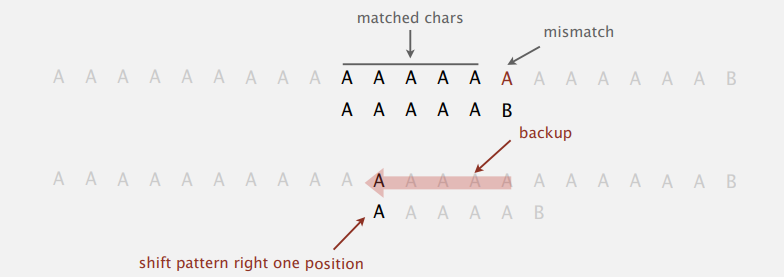 matched chars
mismatch
A A A A A A A A A A A A A A A A A A A A A B
A A A A A B
backup
A A A A A A A A A A A A A A A A A A A A A B
A A A A A B
shift pattern right one position